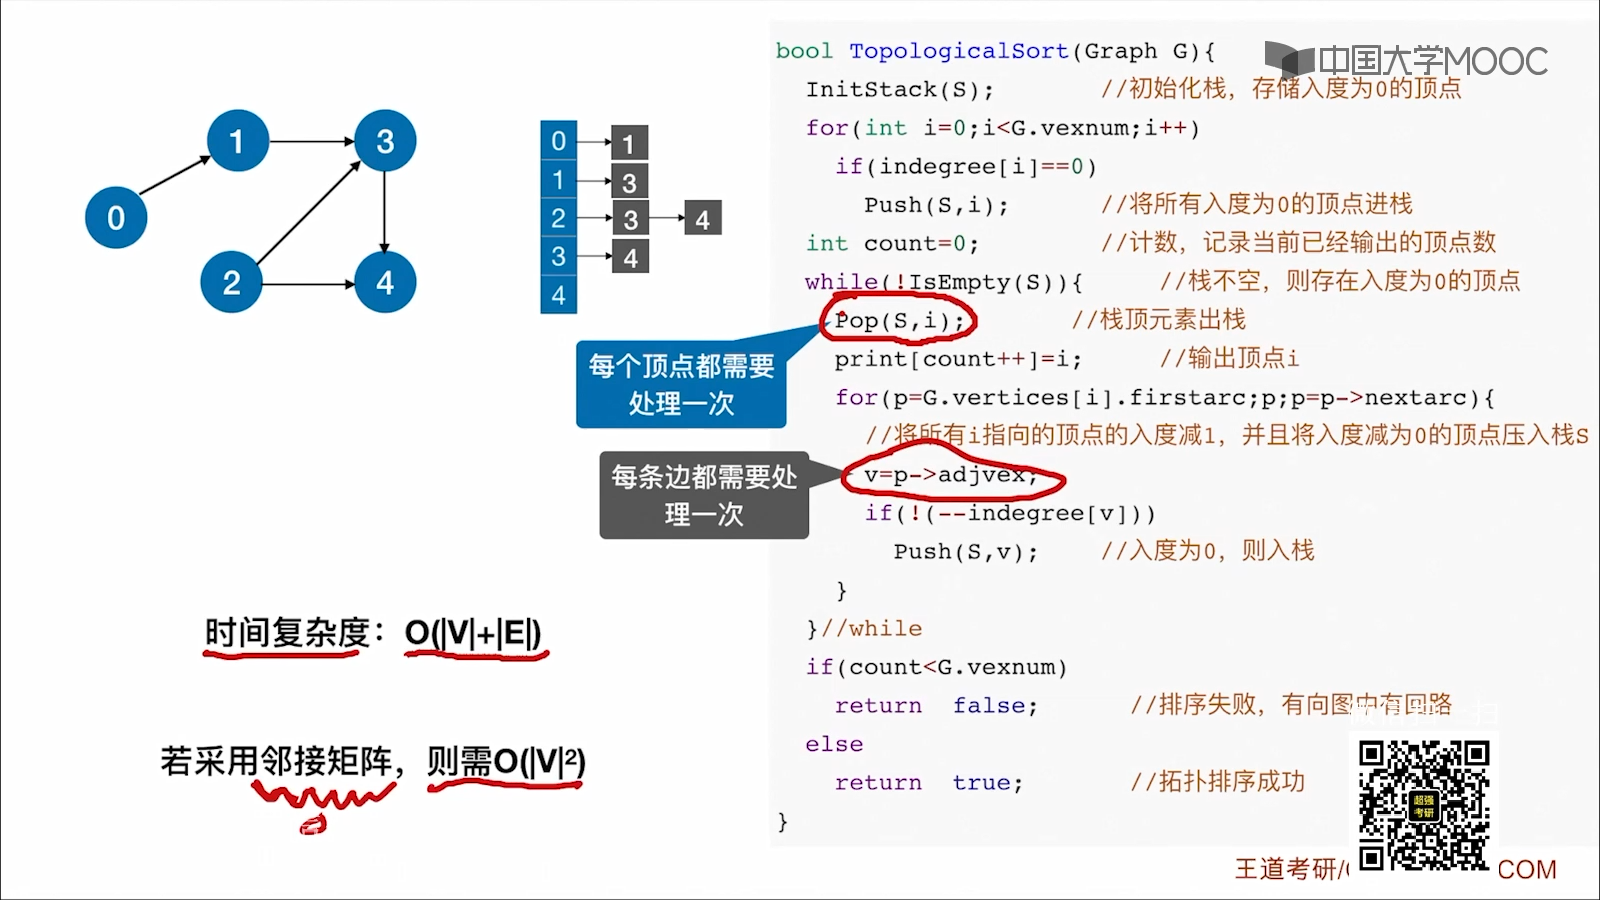 中国大学MOOC
0
1
3
2
4
0 1
1 3
2 3 4
3 4
4
每个顶点都需要
处理一次
每条边都需要处
理一次
时间复杂度：O(|V|+|E|)
若采用邻接矩阵，则需O(|V|²)
bool TopologicalSort(Graph G){
InitStack(S); //初始化栈，存储入度为0的顶点
for(int i=0;i<G.vexnum;i++)
if(indegree[i]==0)
Push(S,i); //将所有入度为0的顶点进栈
int count=0; //计数，记录当前已经输出的顶点数
while(!IsEmpty(S)){ //栈不空，则存在入度为0的顶点
Pop(S,i); //栈顶元素出栈
print[count++]=i; //输出顶点i
for(p=G.vertices[i].firstarc;p;p=p->nextarc){
//将所有i指向的顶点的入度减1，并且将入度减为0的顶点压入栈S
v=p->adjvex;
if(!(--indegree[v]))
Push(S,v); //入度为0，则入栈
}
}//while
if(count<G.vexnum)
return false; //排序失败，有向图中有回路
else
return true; //拓扑排序成功
}
微信扫一扫
超强
考研
王道考研/ COM